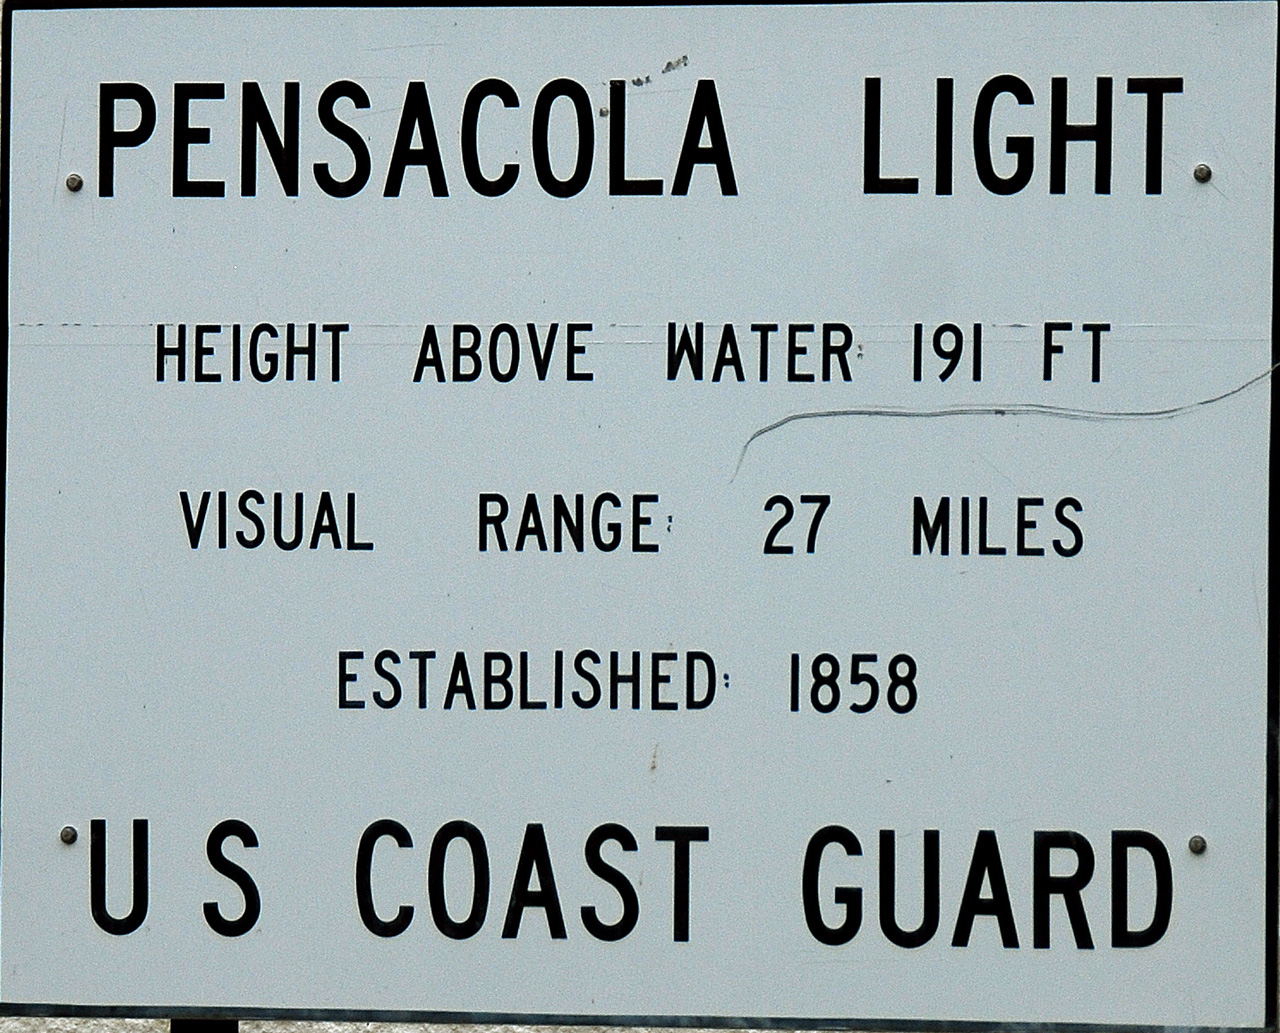 PENSACOLA LIGHT
HEIGHT ABOVE WATER: 191 FT
VISUAL RANGE: 27 MILES
ESTABLISHED: 1858
U S COAST GUARD